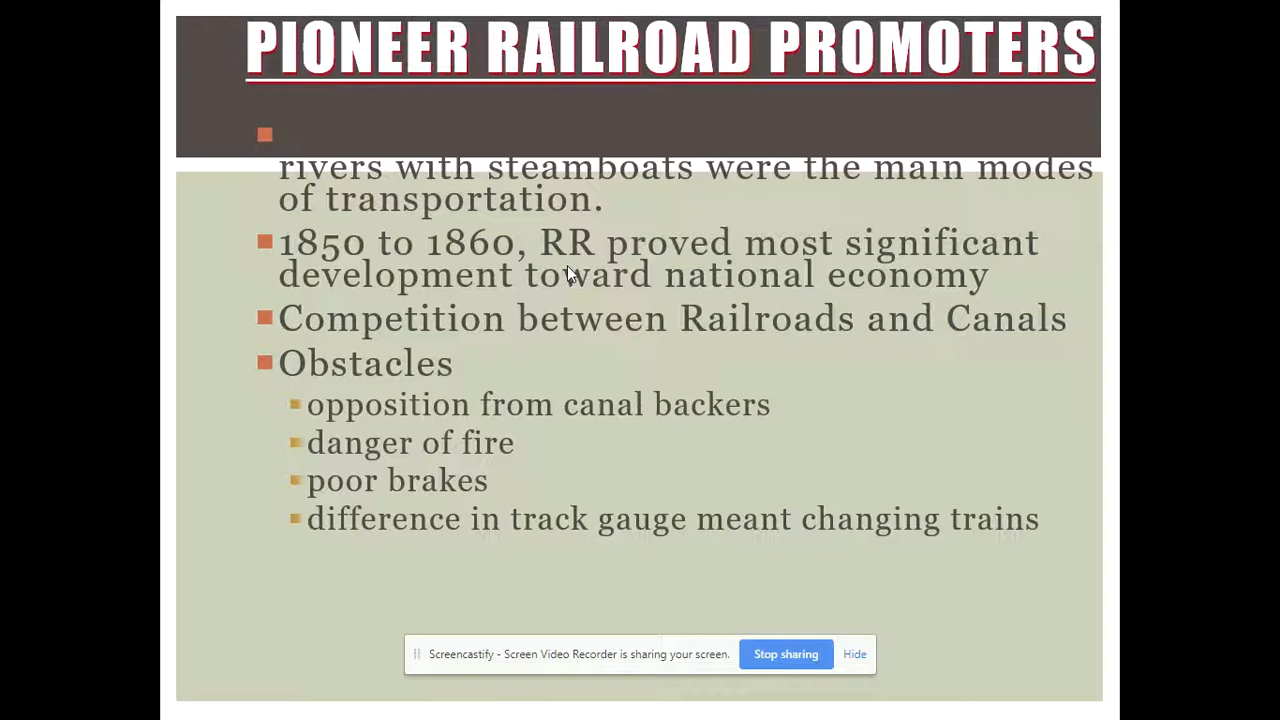 PIONEER RAILROAD PROMOTERS
rivers with steamboats were the main modes
of transportation.
1850 to 1860, RR proved most significant
development toward national economy
Competition between Railroads and Canals
Obstacles
opposition from canal backers
danger of fire
poor brakes
difference in track gauge meant changing trains
Screencastify - Screen Video Recorder is sharing your screen. Stop sharing Hide